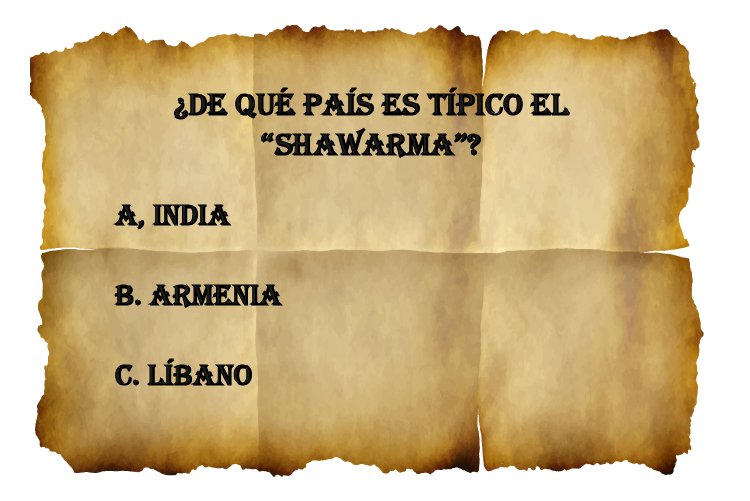 ¿DE QUÉ PAÍS ES TÍPICO EL
“SHAWARMA”?
A, INDIA
B. ARMENIA
C. LÍBANO